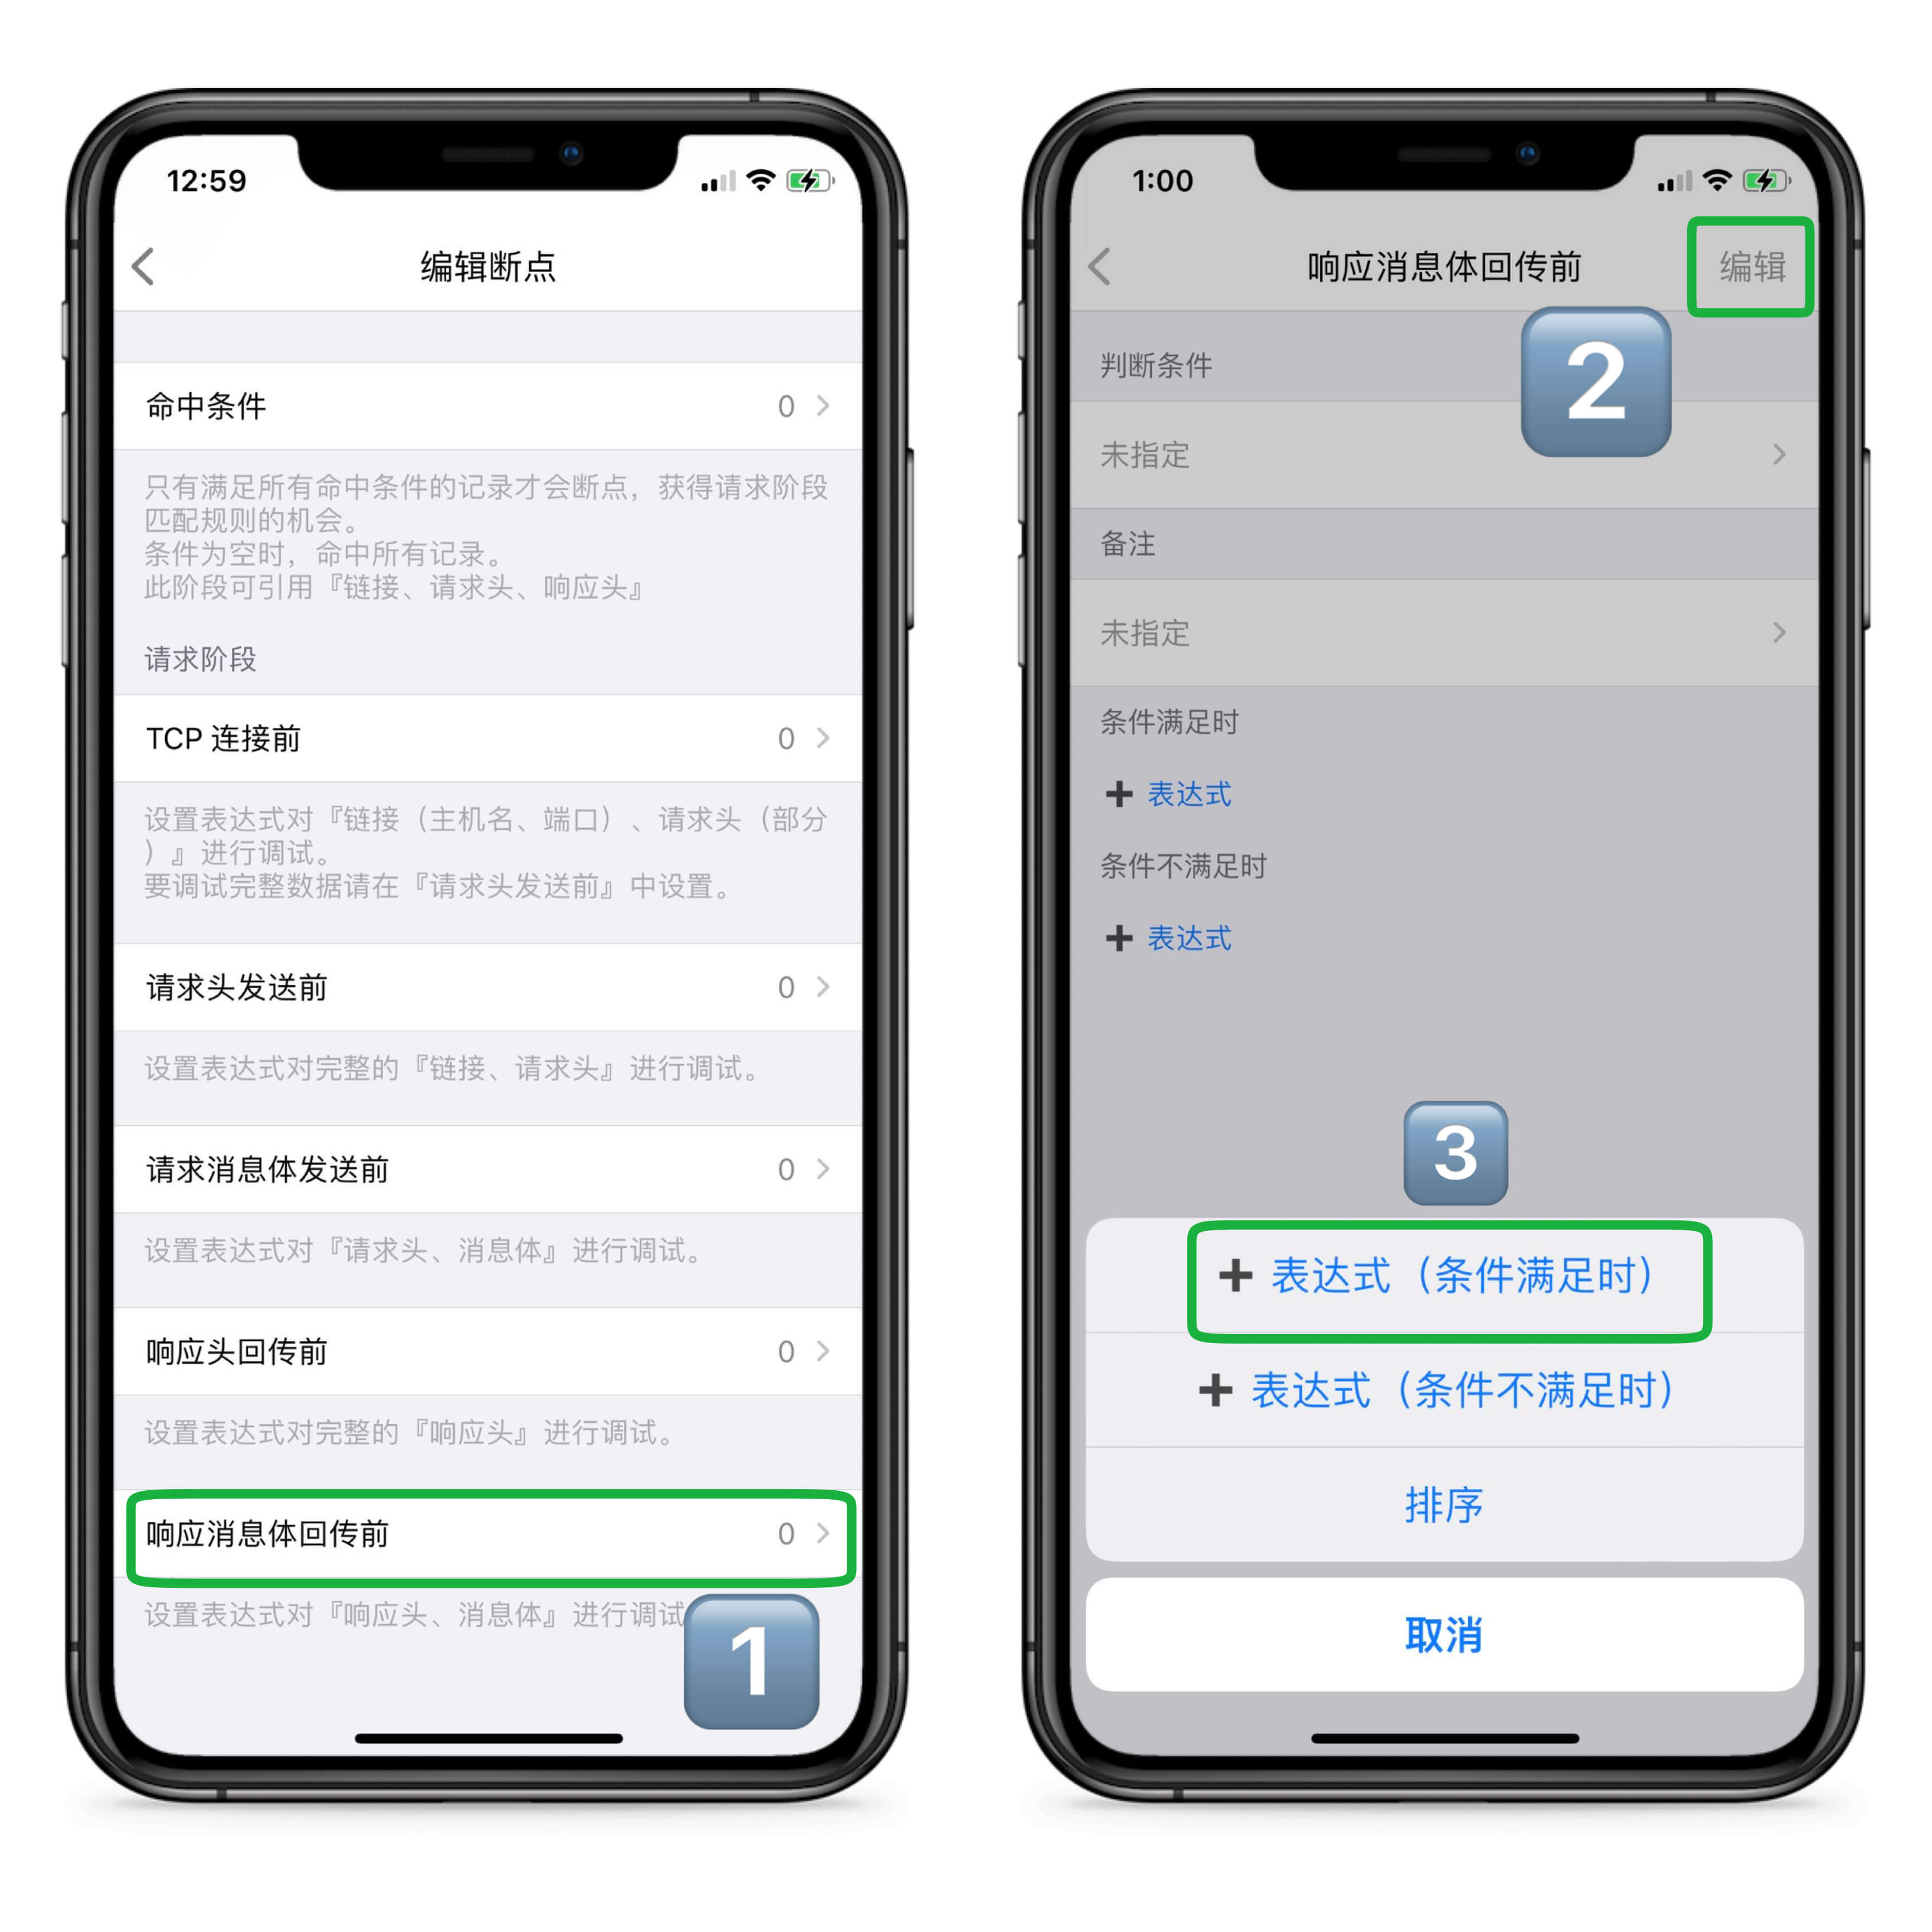 12:59
编辑断点
命中条件 0
只有满足所有命中条件的记录才会断点，获得请求阶段
匹配规则的机会。
条件为空时，命中所有记录。
此阶段可引用『链接、请求头、响应头』
请求阶段
TCP 连接前 0
设置表达式对『链接（主机名、端口）、请求头（部分
）』进行调试。
要调试完整数据请在『请求头发送前』中设置。
请求头发送前 0
设置表达式对完整的『链接、请求头』进行调试。
请求消息体发送前 0
设置表达式对『请求头、消息体』进行调试。
响应头回传前 0
设置表达式对完整的『响应头』进行调试。
响应消息体回传前 0
设置表达式对『响应头、消息体』进行调试
1
1:00
响应消息体回传前 编辑
2
判断条件
未指定
备注
未指定
条件满足时
+ 表达式
条件不满足时
+ 表达式
3
+ 表达式（条件满足时）
+ 表达式（条件不满足时）
排序
取消